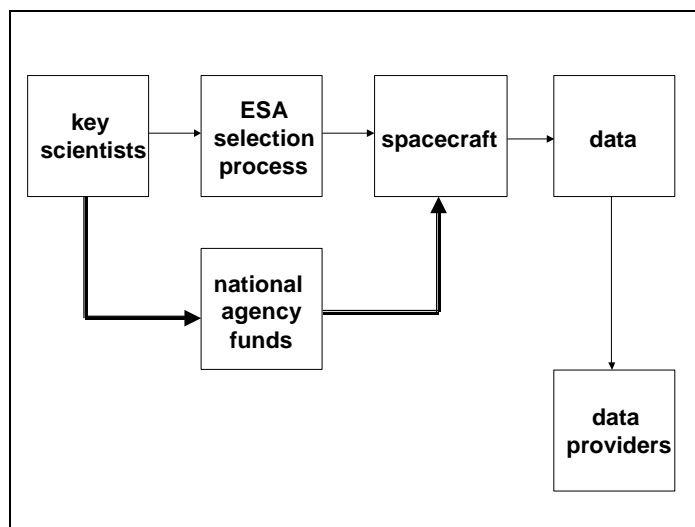 key
scientists
ESA
selection
process
spacecraft
data
national
agency
funds
data
providers